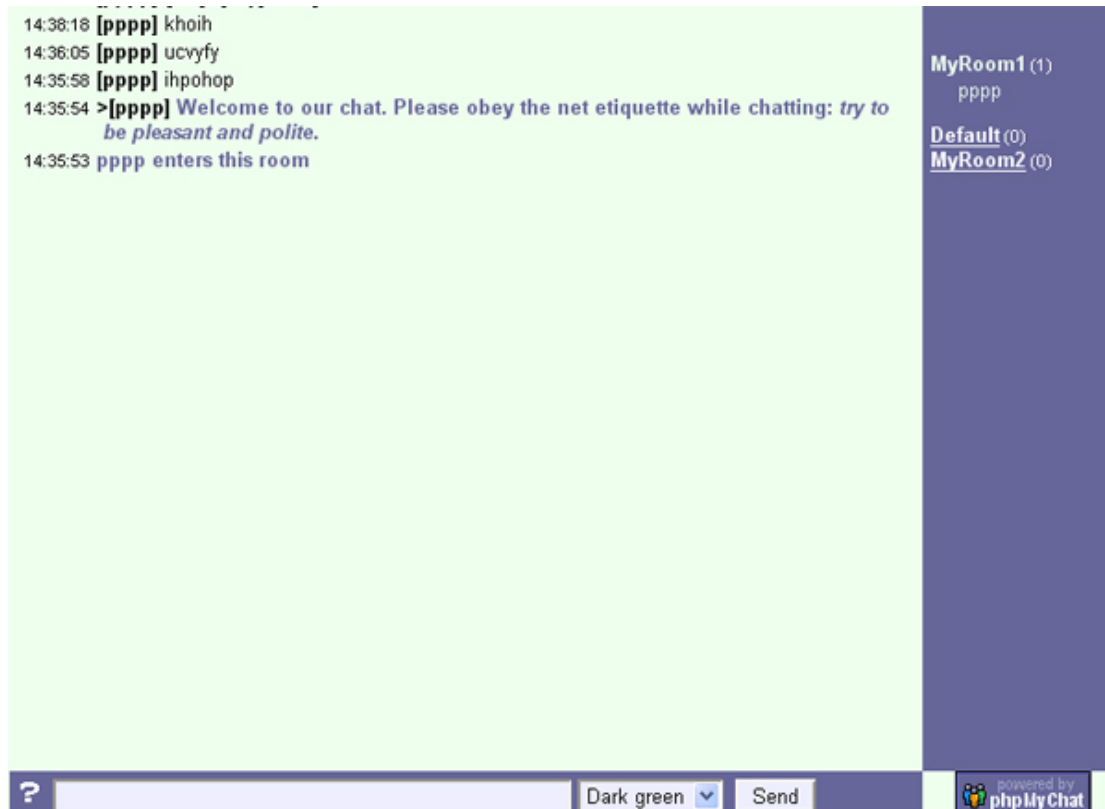 14:38:18 [pppp] khoih
14:36:05 [pppp] ucvyfy
14:35:58 [pppp] ihpohop
14:35:54 >[pppp] Welcome to our chat. Please obey the net etiquette while chatting: try to
be pleasant and polite.
14:35:53 pppp enters this room
MyRoom1 (1)
pppp
Default (0)
MyRoom2 (0)
? Dark green Send
powered by
phpMyChat